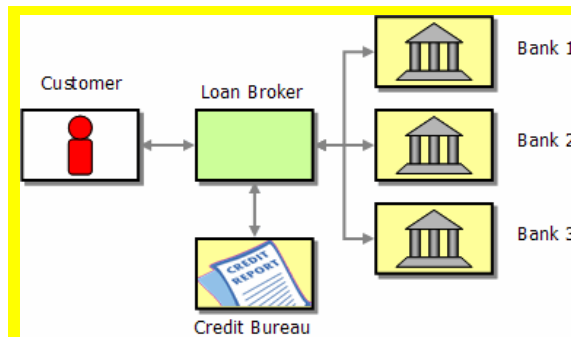 Bank 1
Customer
Loan Broker
Bank 2
Bank 3
CREDIT
REPORT
Credit Bureau